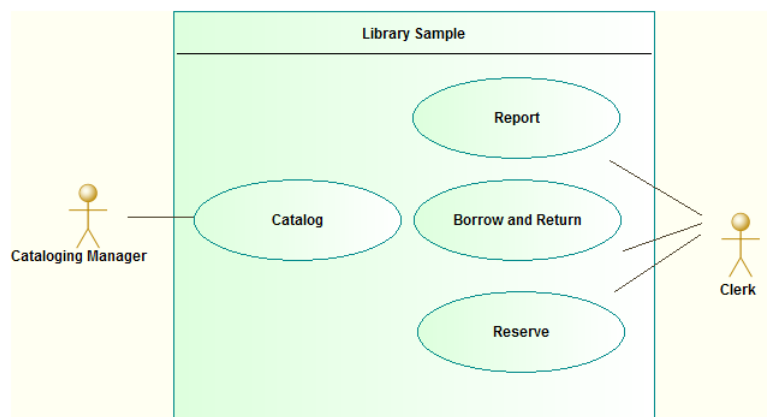 Library Sample
Report
Catalog
Borrow and Return
Cataloging Manager
Clerk
Reserve